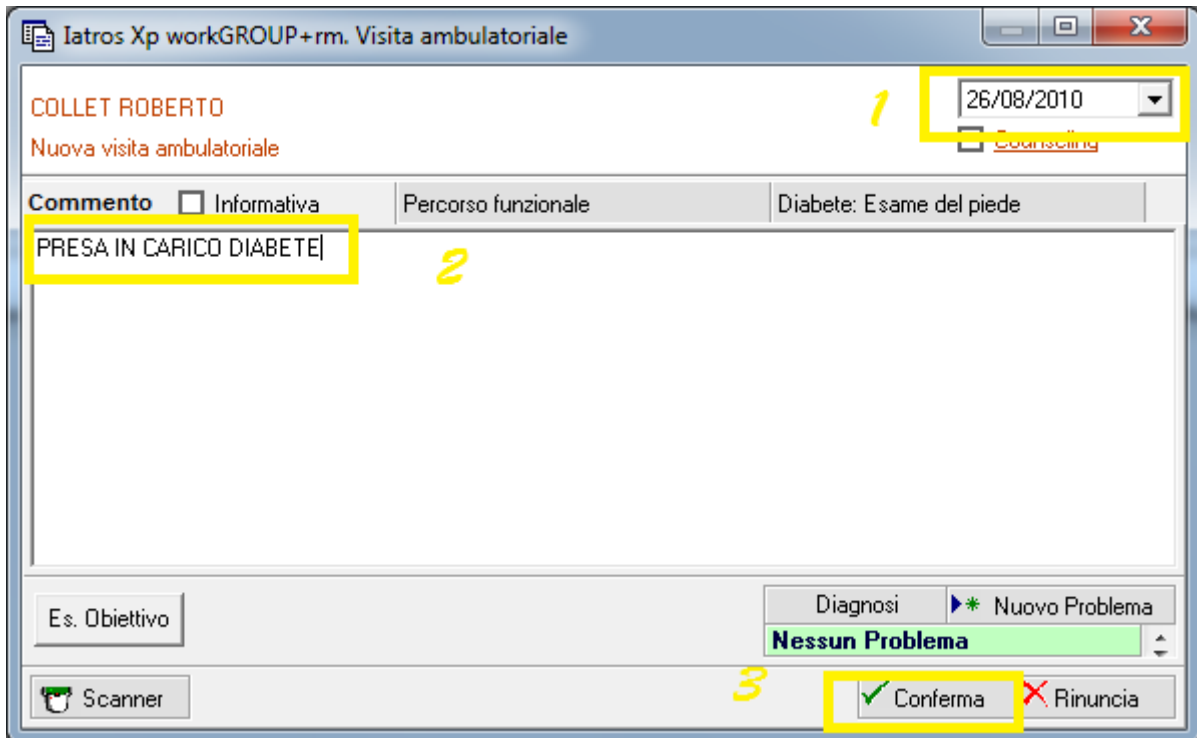 Iatros Xp workGROUP+rm. Visita ambulatoriale
COLLET ROBERTO
1
26/08/2010
Nuova visita ambulatoriale
Counseling
Commento Informativa Percorso funzionale Diabete: Esame del piede
PRESA IN CARICO DIABETE
2
Es. Obiettivo
Diagnosi Nuovo Problema
Nessun Problema
3
Scanner Conferma Rinuncia